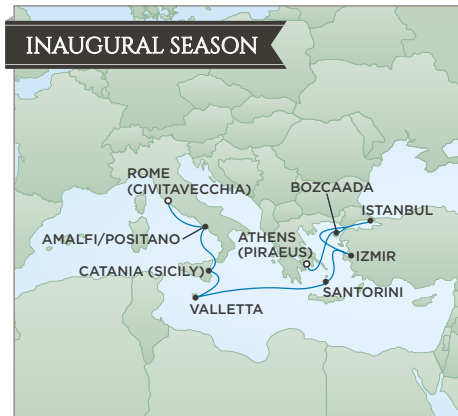 INAUGURAL SEASON
ROME
(CIVITAVECCHIA)
BOZCAADA
ISTANBUL
AMALFI/POSITANO
ATHENS
(PIRAEUS)
IZMIR
CATANIA (SICILY)
SANTORINI
VALLETTA